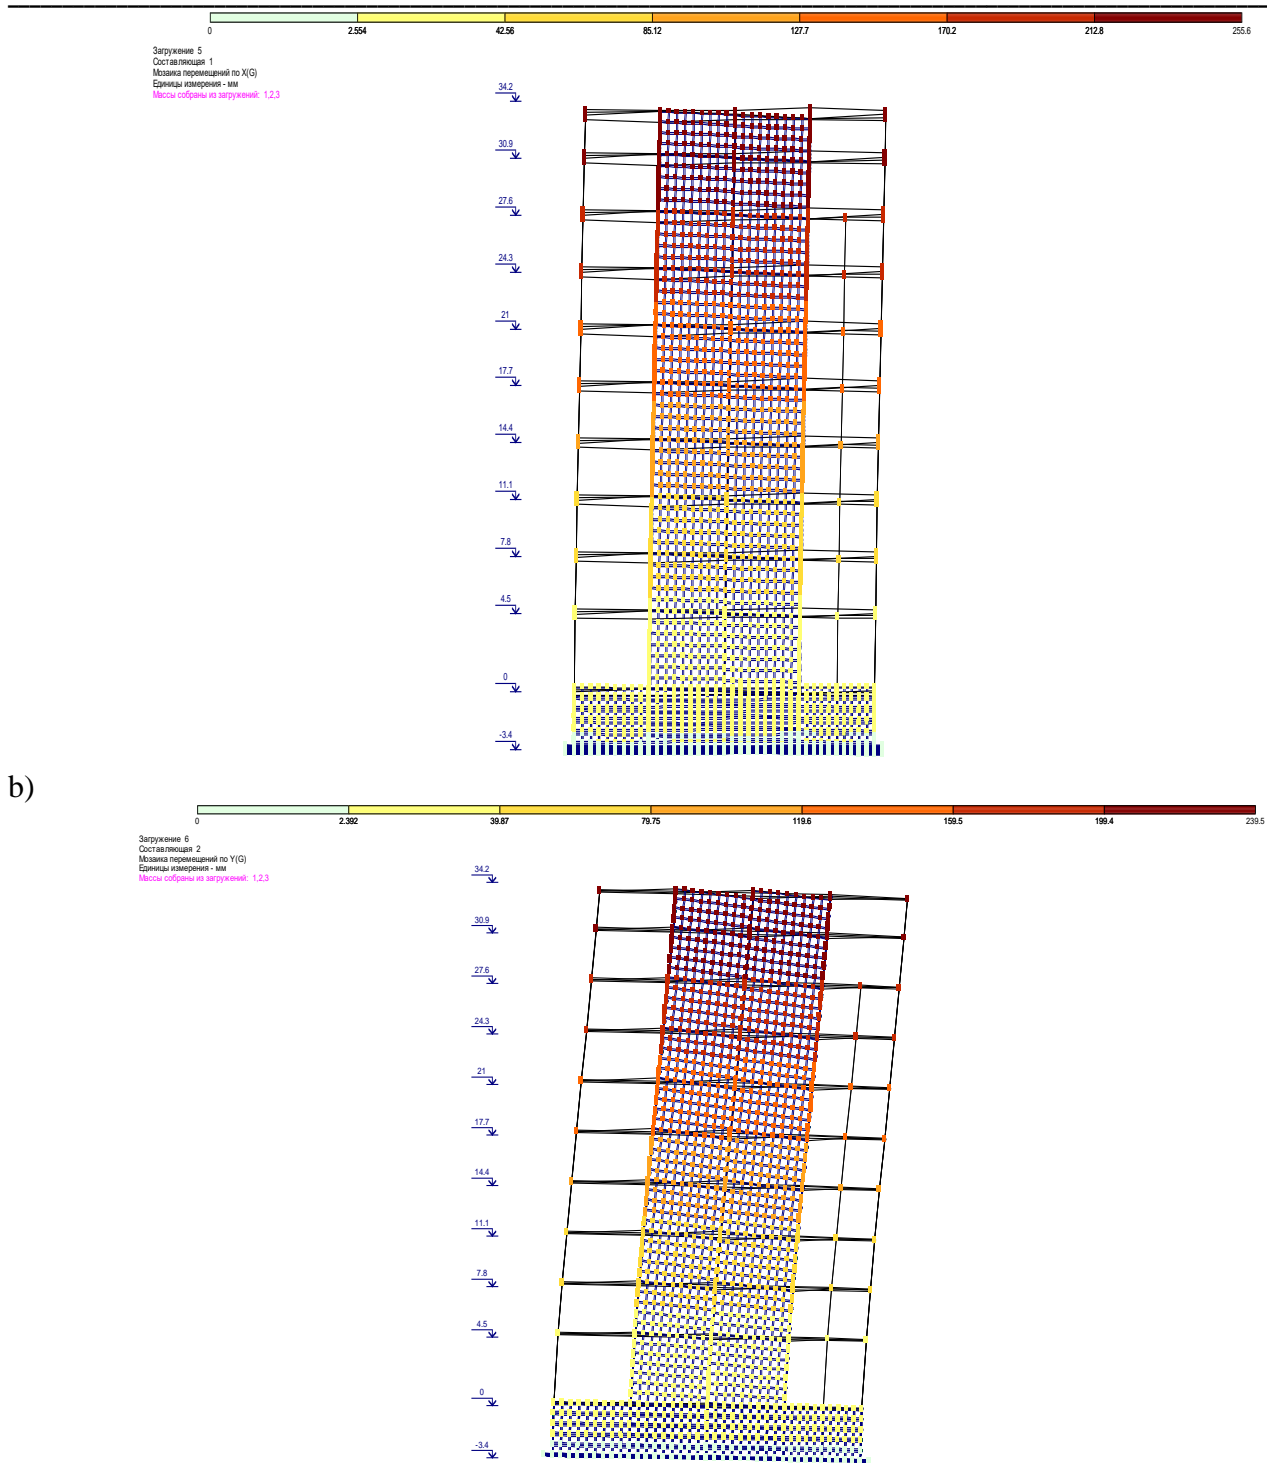 0 2.554 42.56 85.12 127.7 170.2 212.8 255.6
Загружение 5
Составляющая 1
Мозаика перемещений по X(G)
Единицы измерения - мм
Массы собраны из загружений: 1,2,3
34.2
30.9
27.6
24.3
21
17.7
14.4
11.1
7.8
4.5
0
-3.4
b)
0 2.392 39.87 79.75 119.6 159.5 199.4 239.5
Загружение 6
Составляющая 2
Мозаика перемещений по Y(G)
Единицы измерения - мм
Массы собраны из загружений: 1,2,3
34.2
30.9
27.6
24.3
21
17.7
14.4
11.1
7.8
4.5
0
-3.4